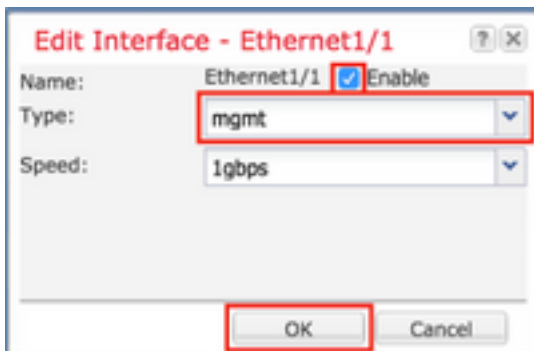 Edit Interface - Ethernet1/1 ? X
Name: Ethernet1/1 Enable
Type: mgmt
Speed: 1gbps
OK Cancel